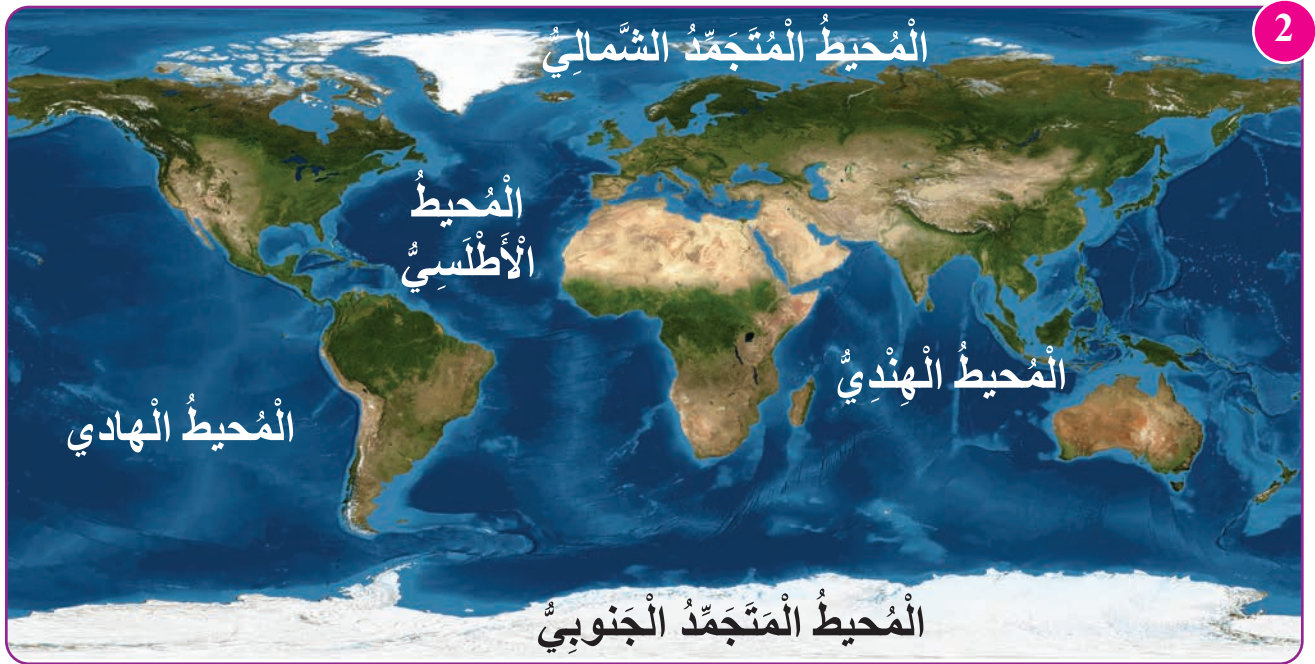 2
الْمُحيطُ الْمُتَجَمِّدُ الشَّمالِيُّ
الْمُحيطُ
الْأَطْلَسِيُّ
الْمُحيطُ الْهِنْدِيُّ
الْمُحيطُ الْهادي
الْمُحيطُ الْمَتَجَمِّدُ الْجَنوبِيُّ